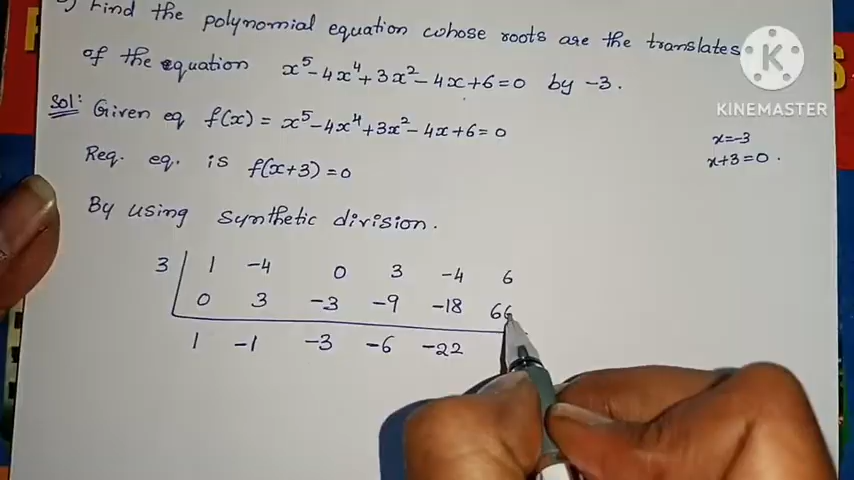 Find the polynomial equation whose roots are the translates
of the equation x⁵-4x⁴+3x²-4x+6=0 by -3.
Sol: Given eq f(x) = x⁵-4x⁴+3x²-4x+6=0
Req. eq. is f(x+3)=0
x=-3
x+3=0.
By using synthetic division.
3 1 -4 0 3 -4 6
0 3 -3 -9 -18 66
1 -1 -3 -6 -22
K
KINEMASTER